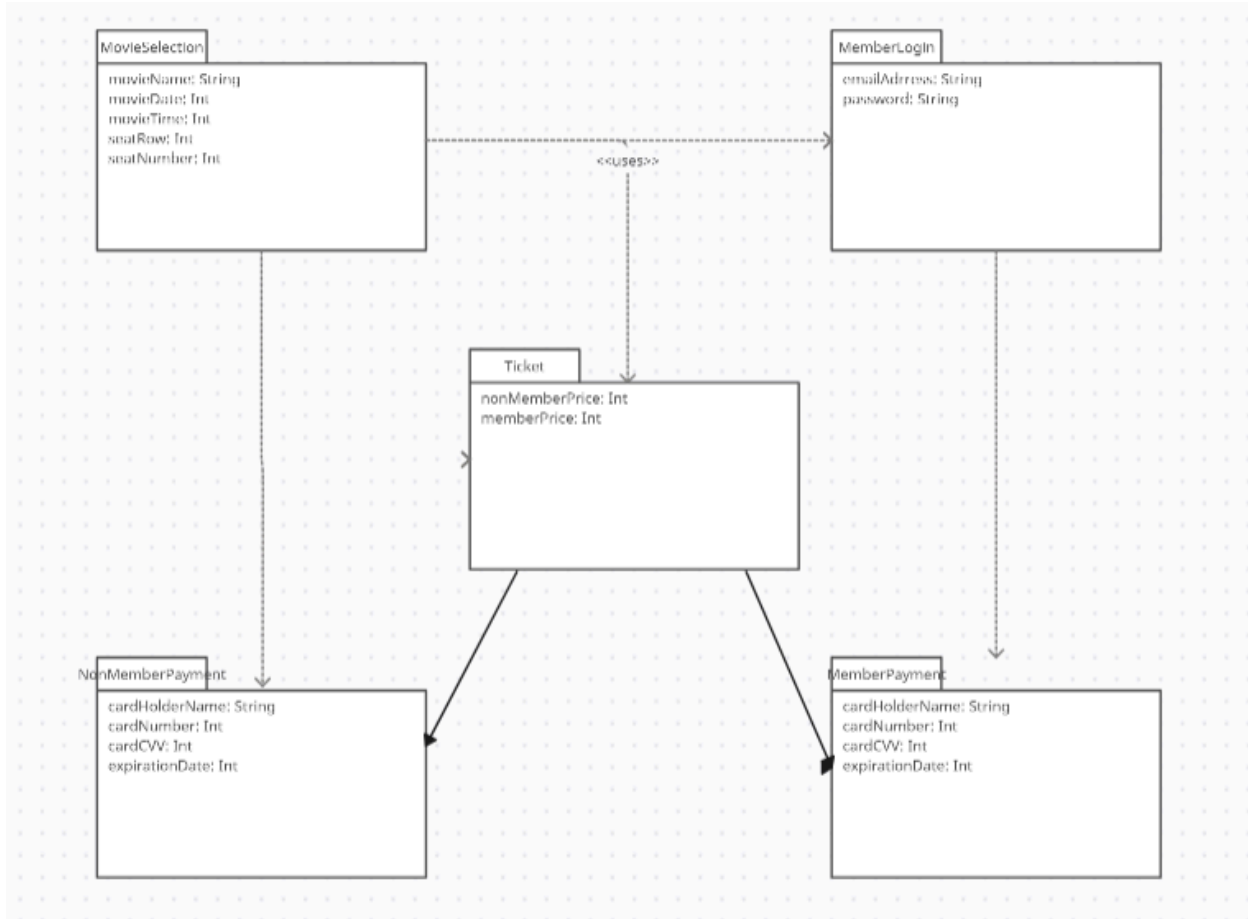 MovieSelection
movieName: String
movieDate: Int
movieTime: Int
seatRow: Int
seatNumber: Int
MemberLogIn
emailAdrress: String
password: String
<<uses>>
Ticket
nonMemberPrice: Int
memberPrice: Int
NonMemberPayment
cardHolderName: String
cardNumber: Int
cardCVV: Int
expirationDate: Int
MemberPayment
cardHolderName: String
cardNumber: Int
cardCVV: Int
expirationDate: Int